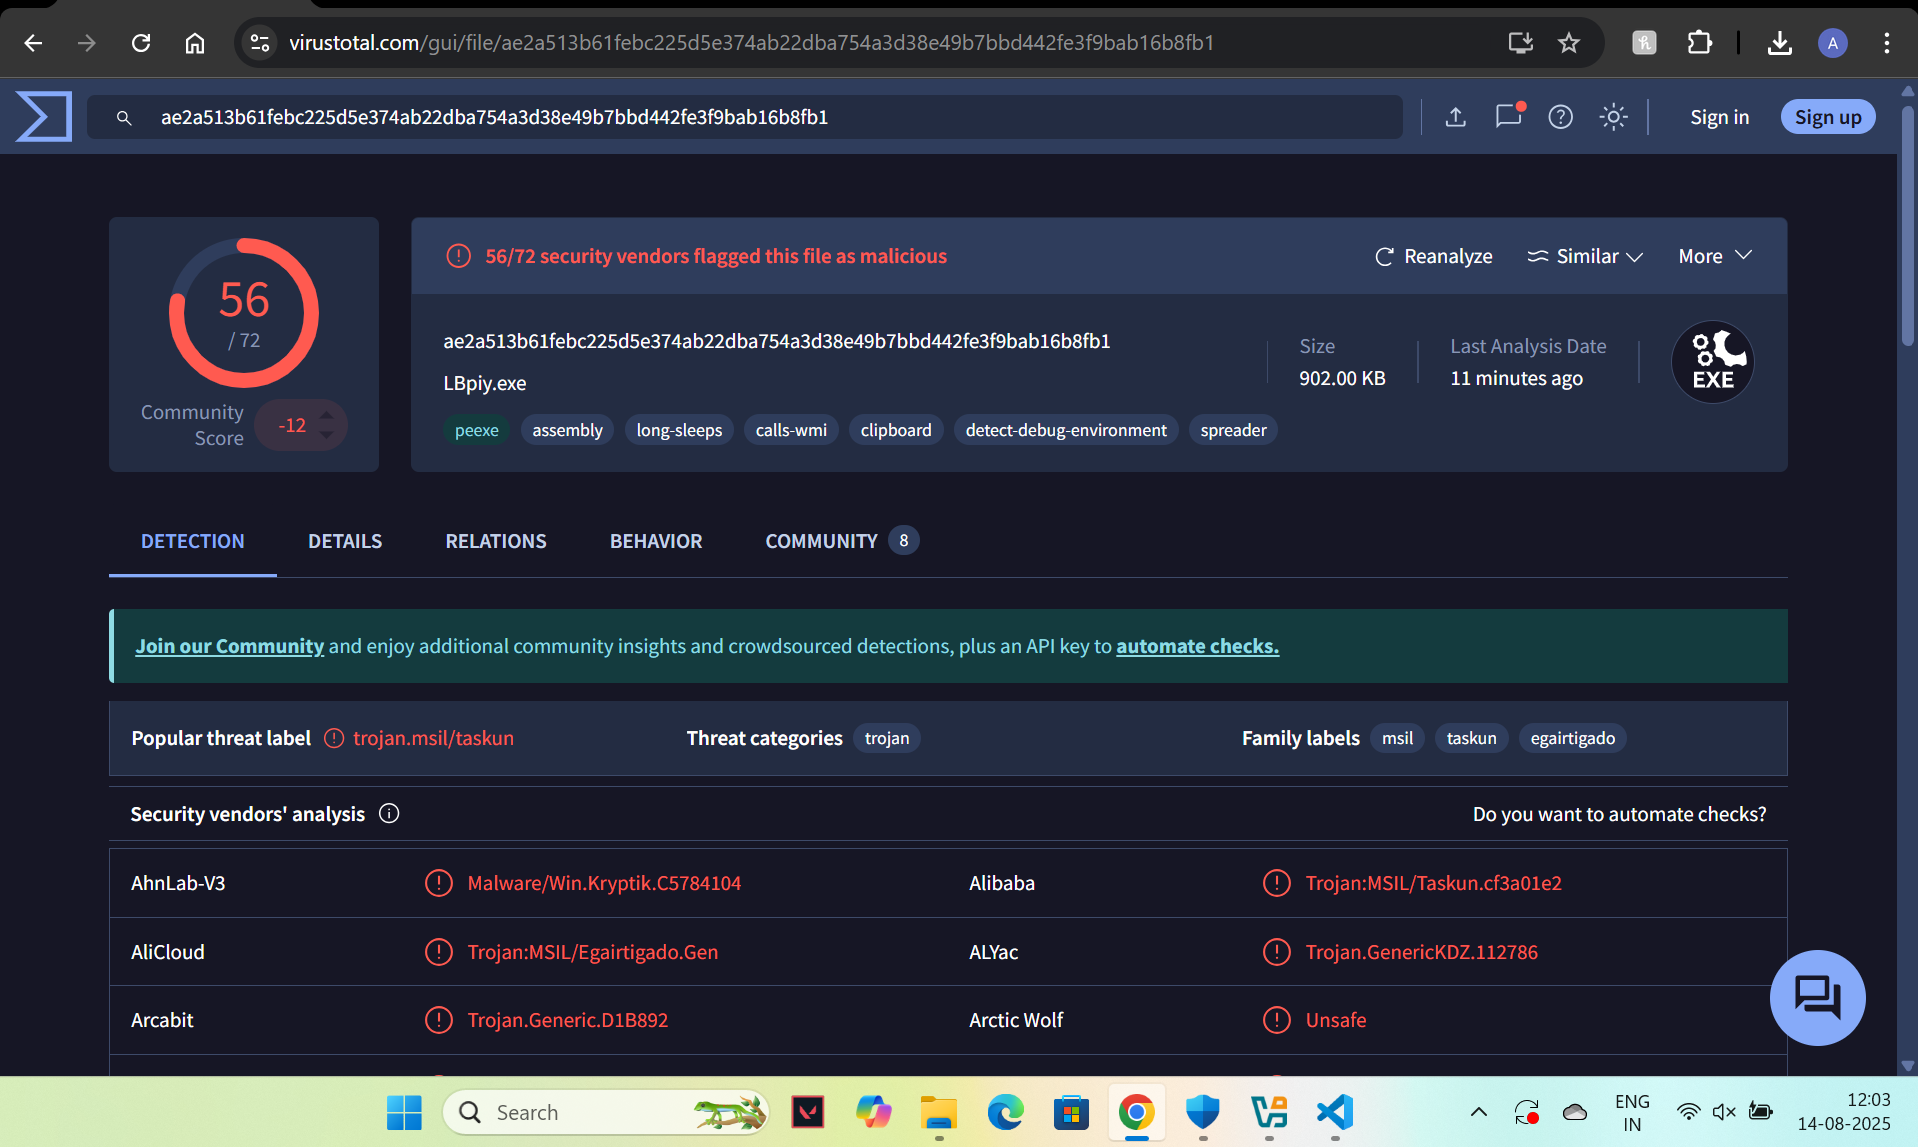 virustotal.com/gui/file/ae2a513b61febc225d5e374ab22dba754a3d38e49b7bbd442fe3f9bab16b8fb1
A
ae2a513b61febc225d5e374ab22dba754a3d38e49b7bbd442fe3f9bab16b8fb1
Sign in
Sign up
56
/ 72
Community
Score
-12
56/72 security vendors flagged this file as malicious
Reanalyze
Similar
More
ae2a513b61febc225d5e374ab22dba754a3d38e49b7bbd442fe3f9bab16b8fb1
LBpiy.exe
Size
902.00 KB
Last Analysis Date
11 minutes ago
EXE
peexe
assembly
long-sleeps
calls-wmi
clipboard
detect-debug-environment
spreader
DETECTION
DETAILS
RELATIONS
BEHAVIOR
COMMUNITY
8
Join our Community and enjoy additional community insights and crowdsourced detections, plus an API key to automate checks.
Popular threat label
trojan.msil/taskun
Threat categories
trojan
Family labels
msil
taskun
egairtigado
Security vendors' analysis
Do you want to automate checks?
AhnLab-V3
Malware/Win.Kryptik.C5784104
Alibaba
Trojan:MSIL/Taskun.cf3a01e2
AliCloud
Trojan:MSIL/Egairtigado.Gen
ALYac
Trojan.GenericKDZ.112786
Arcabit
Trojan.Generic.D1B892
Arctic Wolf
Unsafe
Search
ENG
IN
12:03
14-08-2025